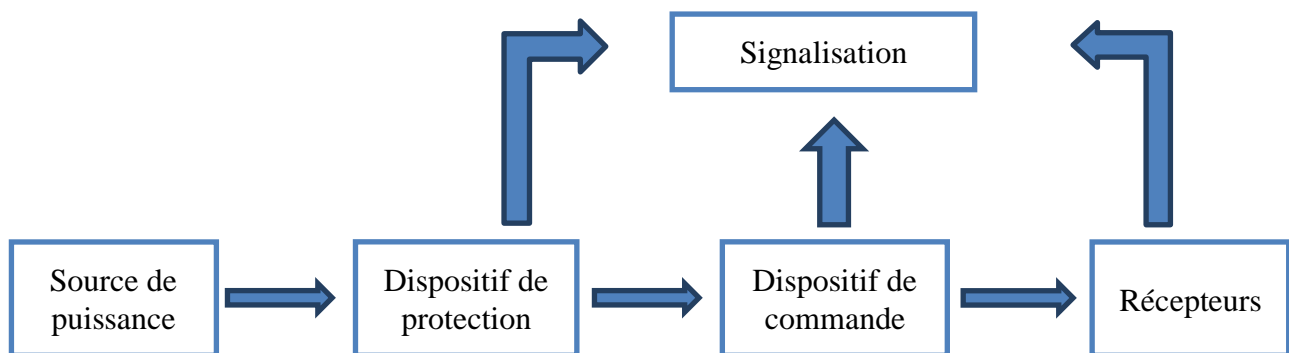 Signalisation
Source de
puissance
Dispositif de
protection
Dispositif de
commande
Récepteurs